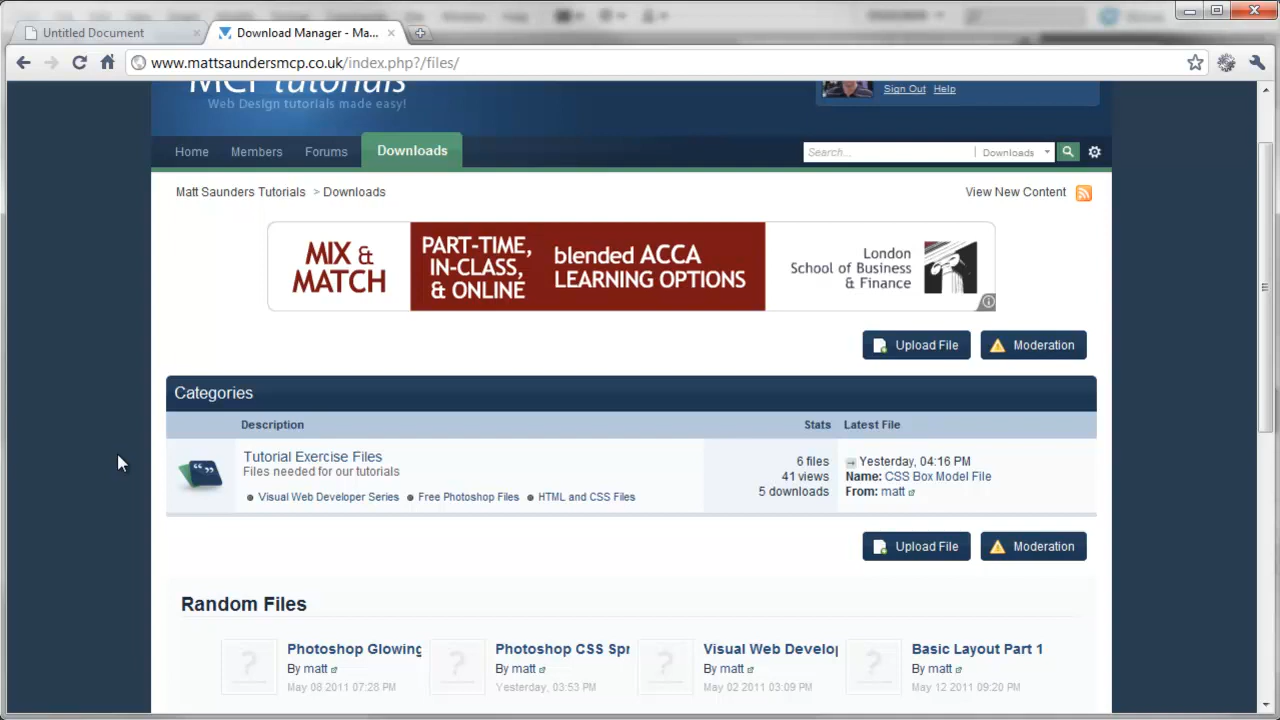 Untitled Document
Download Manager - Ma...
www.mattsaundersmcp.co.uk/index.php?/files/
MCP tutorials
Web Design tutorials made easy!
Sign Out Help
Home Members Forums Downloads
Search... Downloads
Matt Saunders Tutorials > Downloads
View New Content
MIX &
MATCH
PART-TIME,
IN-CLASS,
& ONLINE
blended ACCA
LEARNING OPTIONS
London
School of Business
& Finance
Upload File Moderation
Categories
Description Stats Latest File
Tutorial Exercise Files
Files needed for our tutorials
Visual Web Developer Series Free Photoshop Files HTML and CSS Files
6 files
41 views
5 downloads
Yesterday, 04:16 PM
Name: CSS Box Model File
From: matt
Upload File Moderation
Random Files
Photoshop Glowing
By matt
May 08 2011 07:28 PM
Photoshop CSS Spr
By matt
Yesterday, 03:53 PM
Visual Web Develop
By matt
May 02 2011 03:09 PM
Basic Layout Part 1
By matt
May 12 2011 09:20 PM